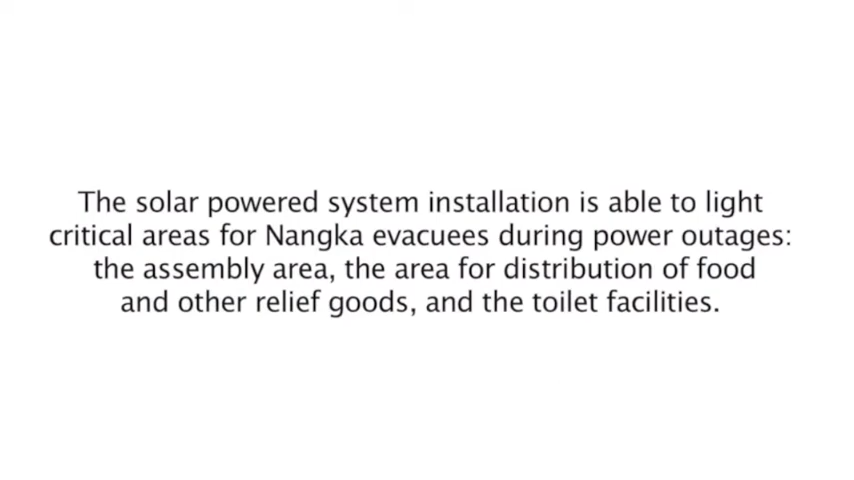 The solar powered system installation is able to light
critical areas for Nangka evacuees during power outages:
the assembly area, the area for distribution of food
and other relief goods, and the toilet facilities.